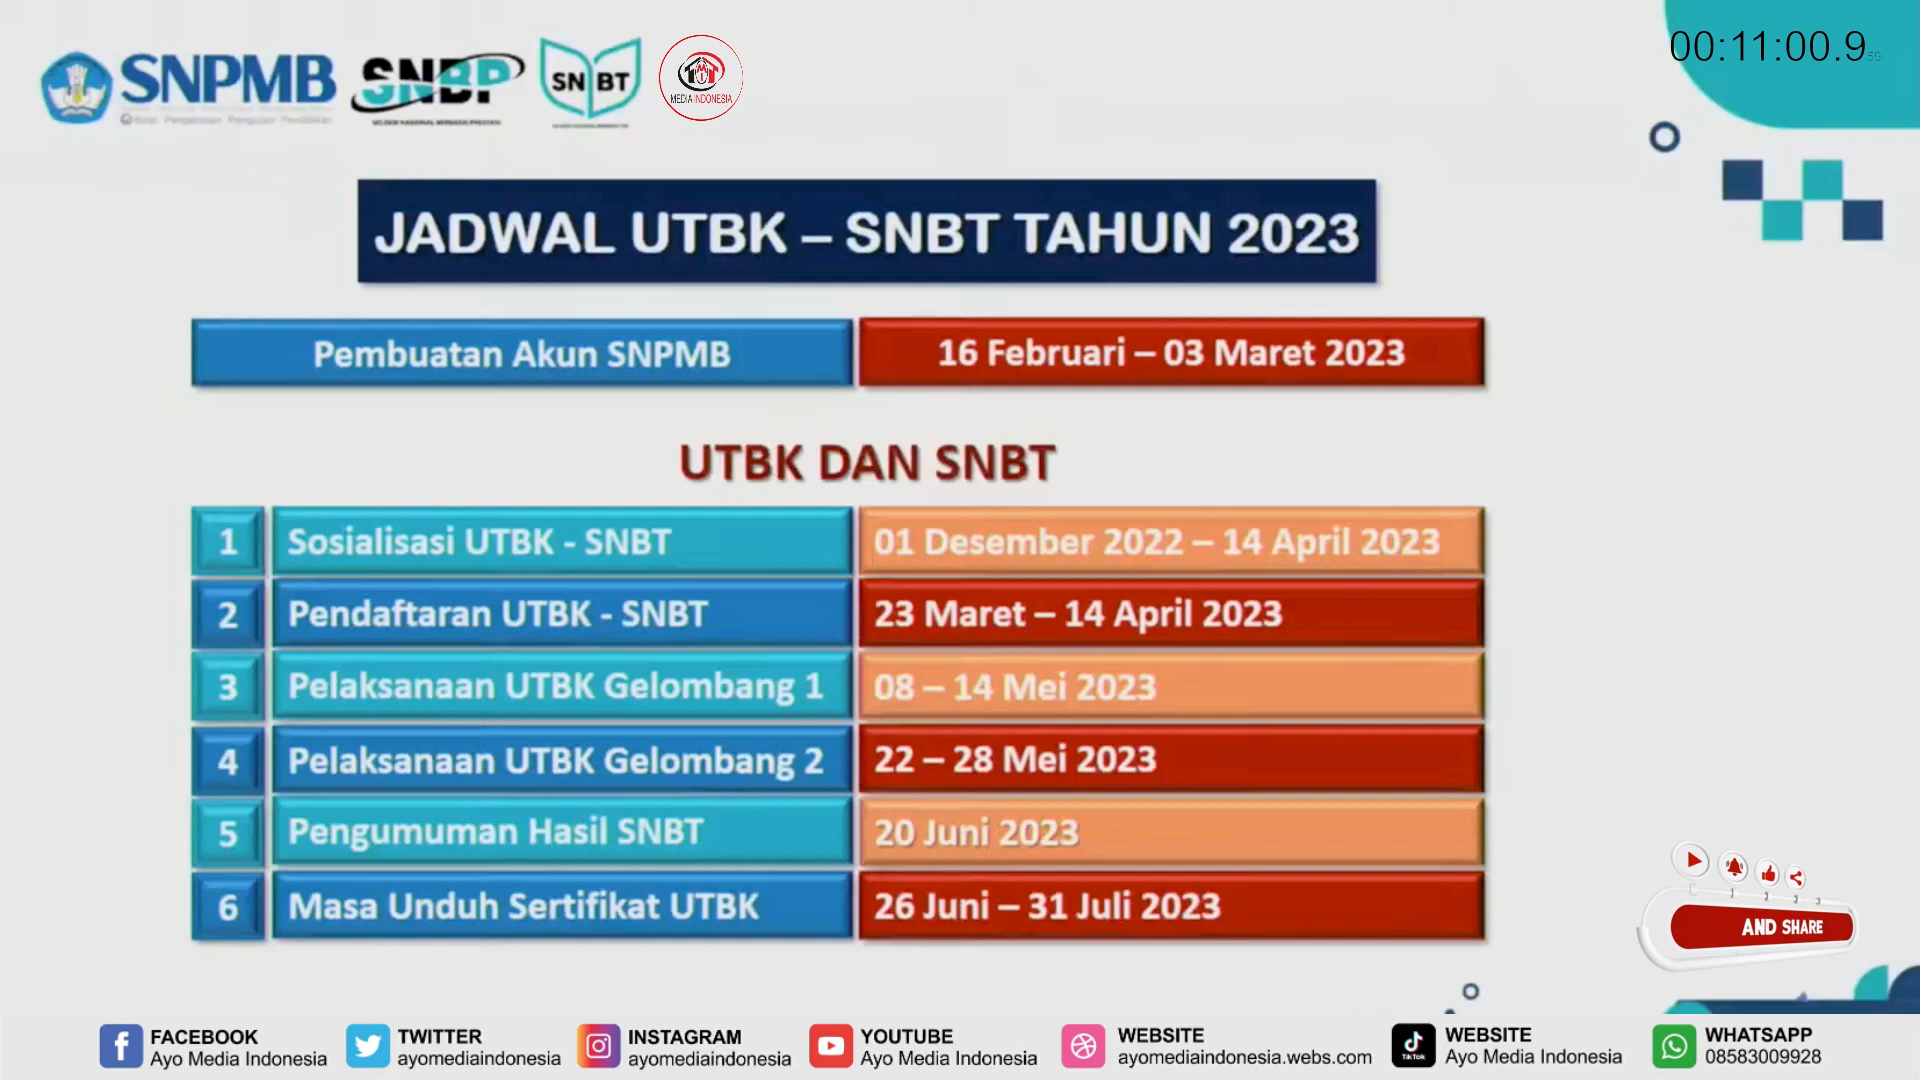 00:11:00.9
SNPMB
SNBP
SNBT
MEDIA INDONESIA
JADWAL UTBK – SNBT TAHUN 2023
Pembuatan Akun SNPMB 16 Februari – 03 Maret 2023
UTBK DAN SNBT
1 Sosialisasi UTBK - SNBT 01 Desember 2022 – 14 April 2023
2 Pendaftaran UTBK - SNBT 23 Maret – 14 April 2023
3 Pelaksanaan UTBK Gelombang 1 08 – 14 Mei 2023
4 Pelaksanaan UTBK Gelombang 2 22 – 28 Mei 2023
5 Pengumuman Hasil SNBT 20 Juni 2023
6 Masa Unduh Sertifikat UTBK 26 Juni – 31 Juli 2023
AND SHARE
FACEBOOK
Ayo Media Indonesia
TWITTER
ayomediaindonesia
INSTAGRAM
ayomediaindonesia
YOUTUBE
Ayo Media Indonesia
WEBSITE
ayomediaindonesia.webs.com
TikTok
WEBSITE
Ayo Media Indonesia
WHATSAPP
08583009928